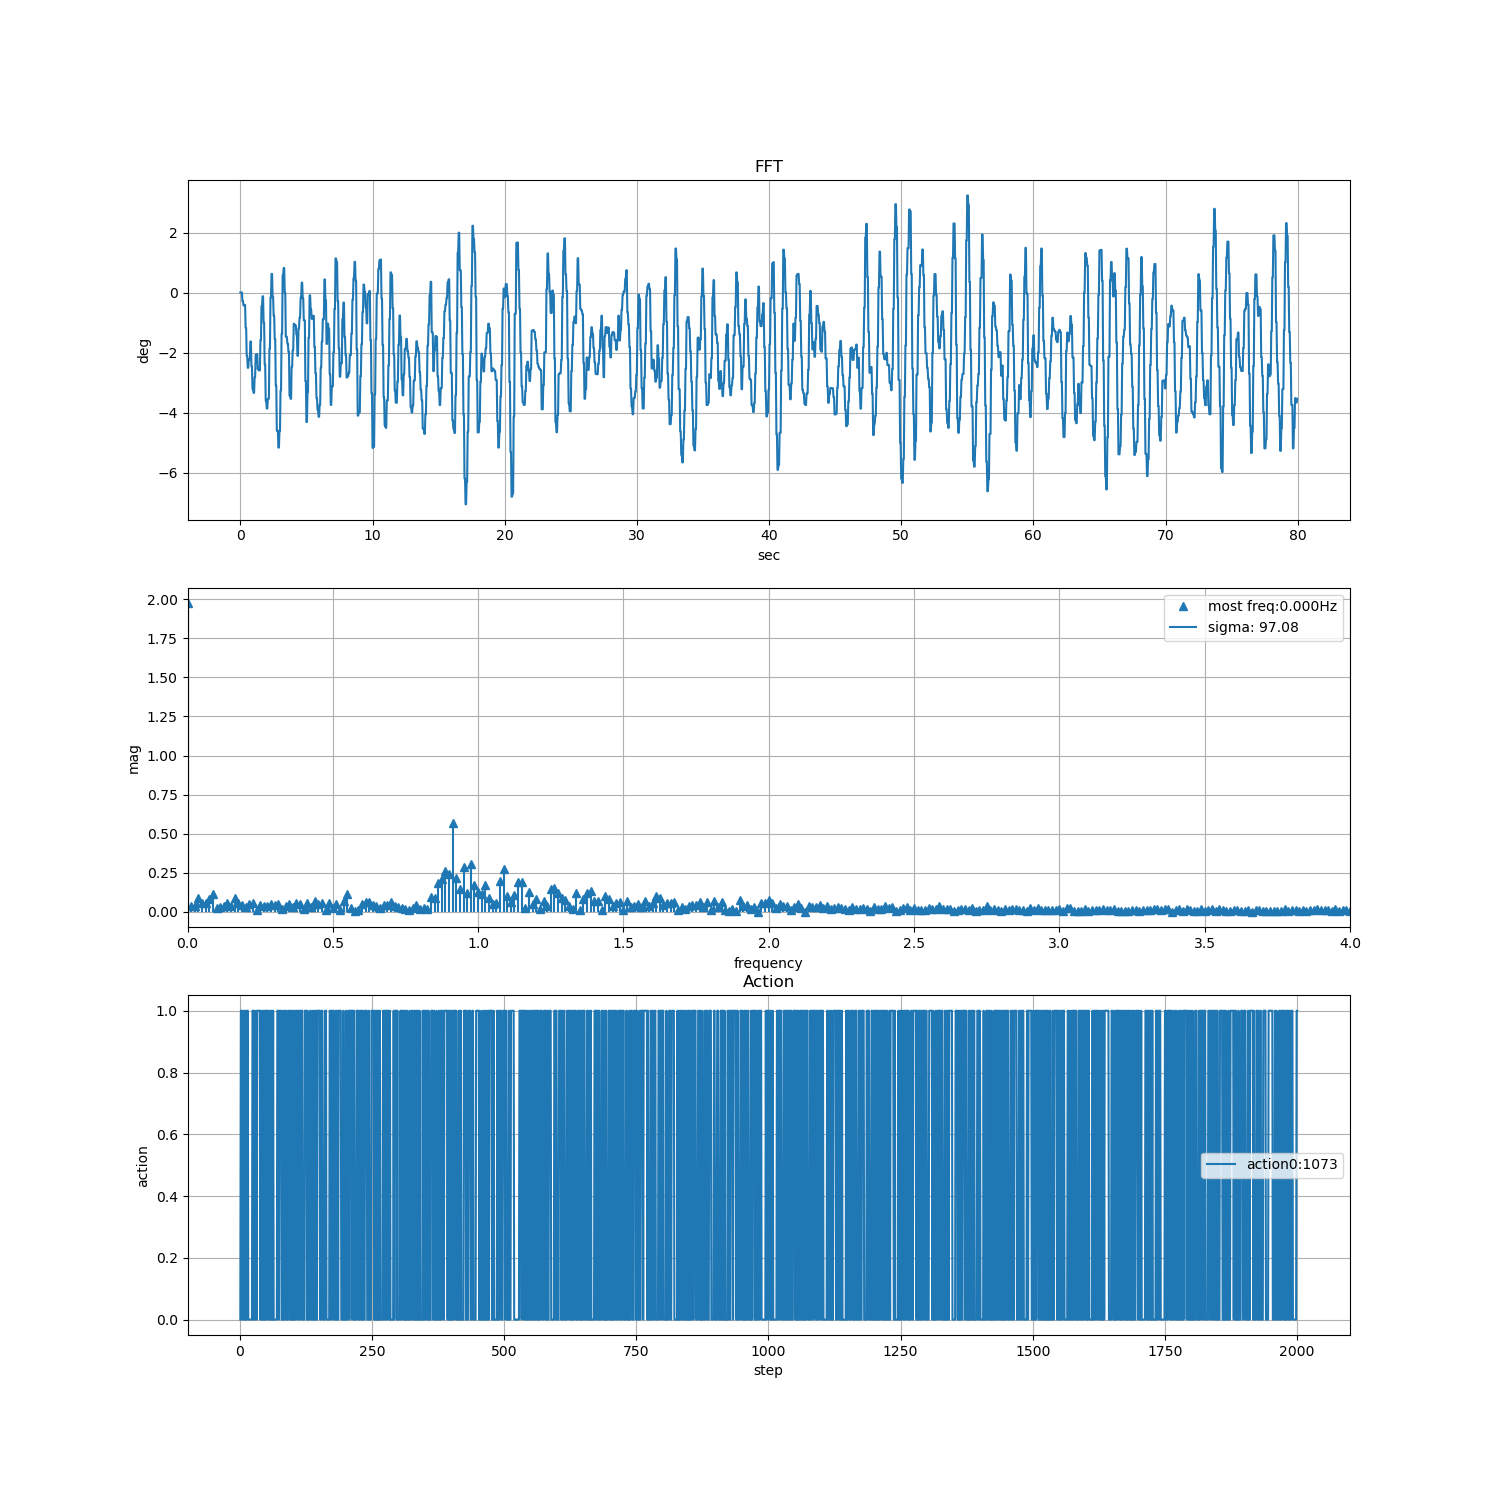 FFT
2
0
−2
−4
−6
deg
0 10 20 30 40 50 60 70 80
sec
2.00
1.75
1.50
1.25
1.00
0.75
0.50
0.25
0.00
mag
most freq:0.000Hz
sigma: 97.08
0.0 0.5 1.0 1.5 2.0 2.5 3.0 3.5 4.0
frequency
Action
1.0
0.8
0.6
0.4
0.2
0.0
action
action0:1073
0 250 500 750 1000 1250 1500 1750 2000
step